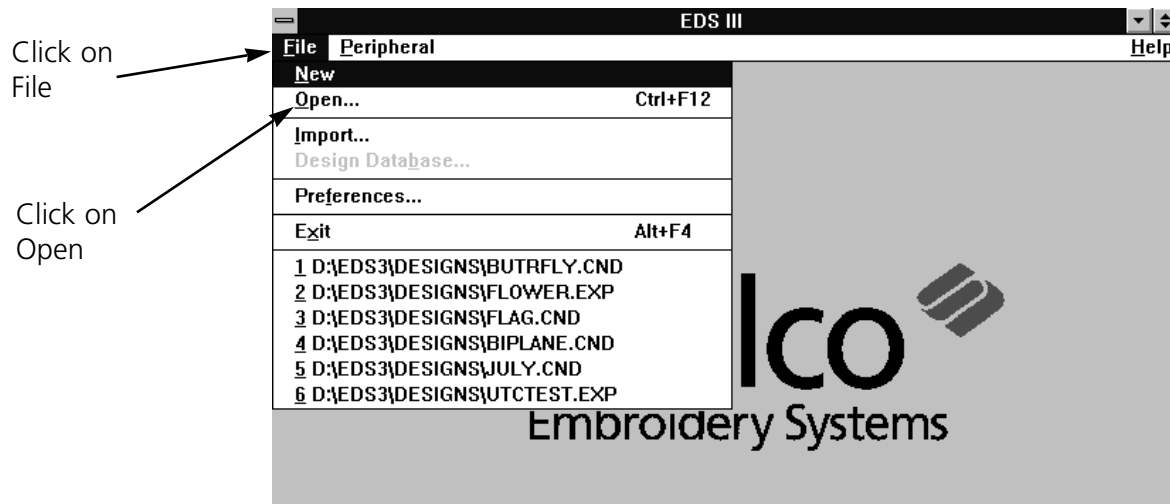 EDS III
Click on
File
File Peripheral Help
New
Open... Ctrl+F12
Import...
Design Database...
Preferences...
Click on
Open
Exit Alt+F4
1 D:\EDS3\DESIGNS\BUTRFLY.CND
2 D:\EDS3\DESIGNS\FLOWER.EXP
3 D:\EDS3\DESIGNS\FLAG.CND
4 D:\EDS3\DESIGNS\BIPLANE.CND
5 D:\EDS3\DESIGNS\JULY.CND
6 D:\EDS3\DESIGNS\UTCTEST.EXP
lco
Embroidery Systems